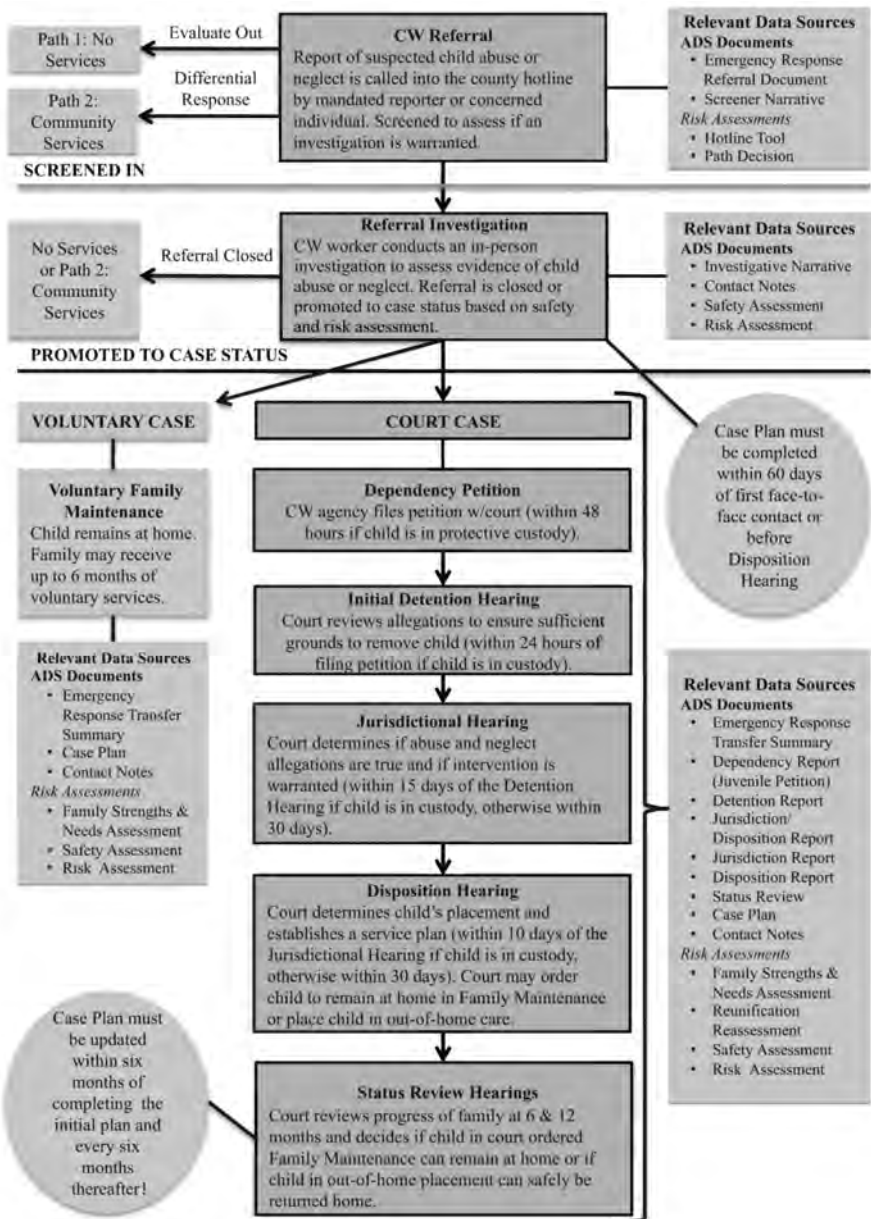 CW Referral
Report of suspected child abuse or
neglect is called into the county hotline
by mandated reporter or concerned
individual. Screened to assess if an
investigation is warranted.
Evaluate Out
Path 1: No
Services
Differential
Response
Path 2:
Community
Services
Relevant Data Sources
ADS Documents
• Emergency Response
Referral Document
• Screener Narrative
Risk Assessments
• Hotline Tool
• Path Decision
SCREENED IN
Referral Investigation
CW worker conducts an in-person
investigation to assess evidence of child
abuse or neglect. Referral is closed or
promoted to case status based on safety
and risk assessment.
Referral Closed
No Services
or Path 2:
Community
Services
Relevant Data Sources
ADS Documents
• Investigative Narrative
• Contact Notes
• Safety Assessment
• Risk Assessment
PROMOTED TO CASE STATUS
VOLUNTARY CASE
Voluntary Family
Maintenance
Child remains at home.
Family may receive
up to 6 months of
voluntary services.
Relevant Data Sources
ADS Documents
• Emergency
Response Transfer
Summary
• Case Plan
• Contact Notes
Risk Assessments
• Family Strengths &
Needs Assessment
• Safety Assessment
• Risk Assessment
COURT CASE
Dependency Petition
CW agency files petition w/court (within 48
hours if child is in protective custody).
Initial Detention Hearing
Court reviews allegations to ensure sufficient
grounds to remove child (within 24 hours of
filing petition if child is in custody).
Jurisdictional Hearing
Court determines if abuse and neglect
allegations are true and if intervention is
warranted (within 15 days of the Detention
Hearing if child is in custody, otherwise within
30 days).
Disposition Hearing
Court determines child's placement and
establishes a service plan (within 10 days of the
Jurisdictional Hearing if child is in custody,
otherwise within 30 days). Court may order
child to remain at home in Family Maintenance
or place child in out-of-home care.
Status Review Hearings
Court reviews progress of family at 6 & 12
months and decides if child in court ordered
Family Maintenance can remain at home or if
child in out-of-home placement can safely be
returned home.
Case Plan must
be completed
within 60 days
of first face-to-
face contact or
before
Disposition
Hearing
Relevant Data Sources
ADS Documents
• Emergency Response
Transfer Summary
• Dependency Report
(Juvenile Petition)
• Detention Report
• Jurisdiction/
Disposition Report
• Jurisdiction Report
• Disposition Report
• Status Review
• Case Plan
• Contact Notes
Risk Assessments
• Family Strengths &
Needs Assessment
• Reunification
Reassessment
• Safety Assessment
• Risk Assessment
Case Plan must
be updated
within six
months of
completing the
initial plan and
every six
months
thereafter!